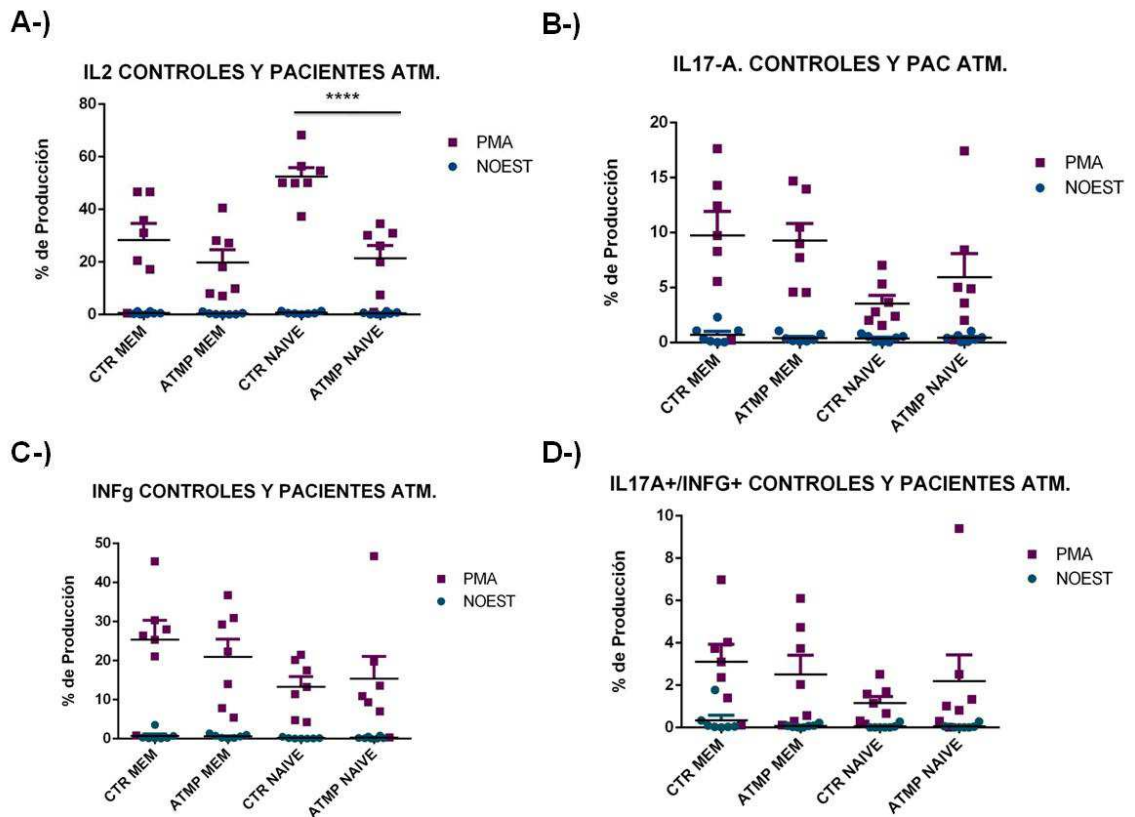 A-)
IL2 CONTROLES Y PACIENTES ATM.
****
80
60
40
20
0
% de Producción
PMA
NOEST
CTR MEM
ATMP MEM
CTR NAIVE
ATMP NAIVE
B-)
IL17-A. CONTROLES Y PAC ATM.
20
15
10
5
0
% de Producción
PMA
NOEST
CTR MEM
ATMP MEM
CTR NAIVE
ATMP NAIVE
C-)
INFg CONTROLES Y PACIENTES ATM.
50
40
30
20
10
0
% de Producción
PMA
NOEST
CTR MEM
ATMP MEM
CTR NAIVE
ATMP NAIVE
D-)
IL17A+/INFG+ CONTROLES Y PACIENTES ATM.
10
8
6
4
2
0
% de Producción
PMA
NOEST
CTR MEM
ATMP MEM
CTR NAIVE
ATMP NAIVE